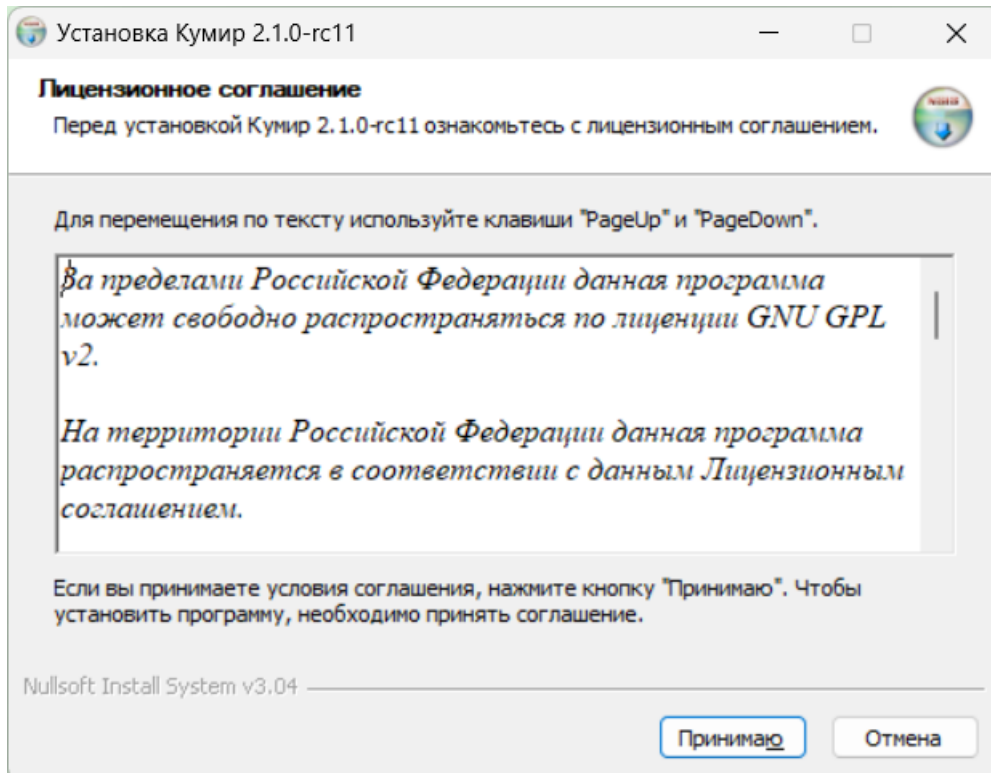 Установка Кумир 2.1.0-rc11
Лицензионное соглашение
Перед установкой Кумир 2.1.0-rc11 ознакомьтесь с лицензионным соглашением.
Для перемещения по тексту используйте клавиши "PageUp" и "PageDown".
За пределами Российской Федерации данная программа
может свободно распространяться по лиценции GNU GPL
v2.
На территории Российской Федерации данная программа
распространяется в соответствии с данным Лицензионным
соглашением.
Если вы принимаете условия соглашения, нажмите кнопку "Принимаю". Чтобы
установить программу, необходимо принять соглашение.
Nullsoft Install System v3.04
Принимаю
Отмена